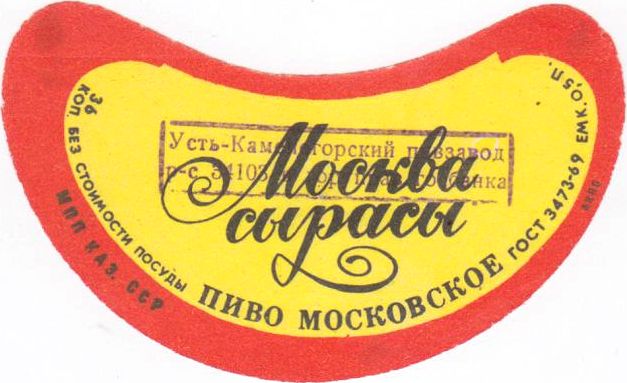 Усть-Каменогорский пивзавод
Москва
сырасы
36 КОП. БЕЗ СТОИМОСТИ ПОСУДЫ
ПИВО МОСКОВСКОЕ
ГОСТ 3473-69 ЕМК. 0,5 Л.
МПП КАЗ. ССР